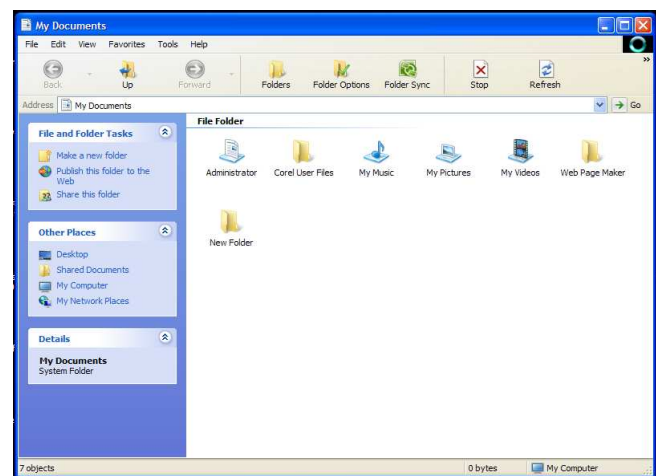 My Documents
File Edit View Favorites Tools Help
Back Up Forward Folders Folder Options Folder Sync Stop Refresh
Address My Documents Go
File and Folder Tasks
Make a new folder
Publish this folder to the
Web
Share this folder
Other Places
Desktop
Shared Documents
My Computer
My Network Places
Details
My Documents
System Folder
File Folder
Administrator Corel User Files My Music My Pictures My Videos Web Page Maker
New Folder
7 objects 0 bytes My Computer